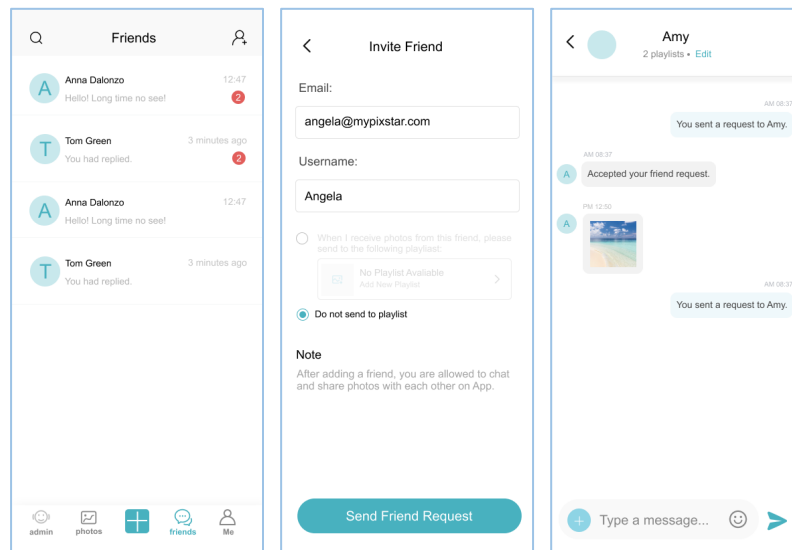 Friends
A
Anna Dalonzo
12:47
Hello! Long time no see!
2
T
Tom Green
3 minutes ago
You had replied.
2
A
Anna Dalonzo
12:47
Hello! Long time no see!
T
Tom Green
3 minutes ago
You had replied.
admin
photos
friends
Me
Invite Friend
Email:
angela@mypixstar.com
Username:
Angela
When I receive photos from this friend, please
send to the following playliast:
No Playlist Avaliable
Add New Playlist
Do not send to playlist
Note
After adding a friend, you are allowed to chat
and share photos with each other on App.
Send Friend Request
Amy
2 playlists • Edit
AM 08:37
You sent a request to Amy.
AM 08:37
A
Accepted your friend request.
PM 12:50
A
AM 08:37
You sent a request to Amy.
Type a message...